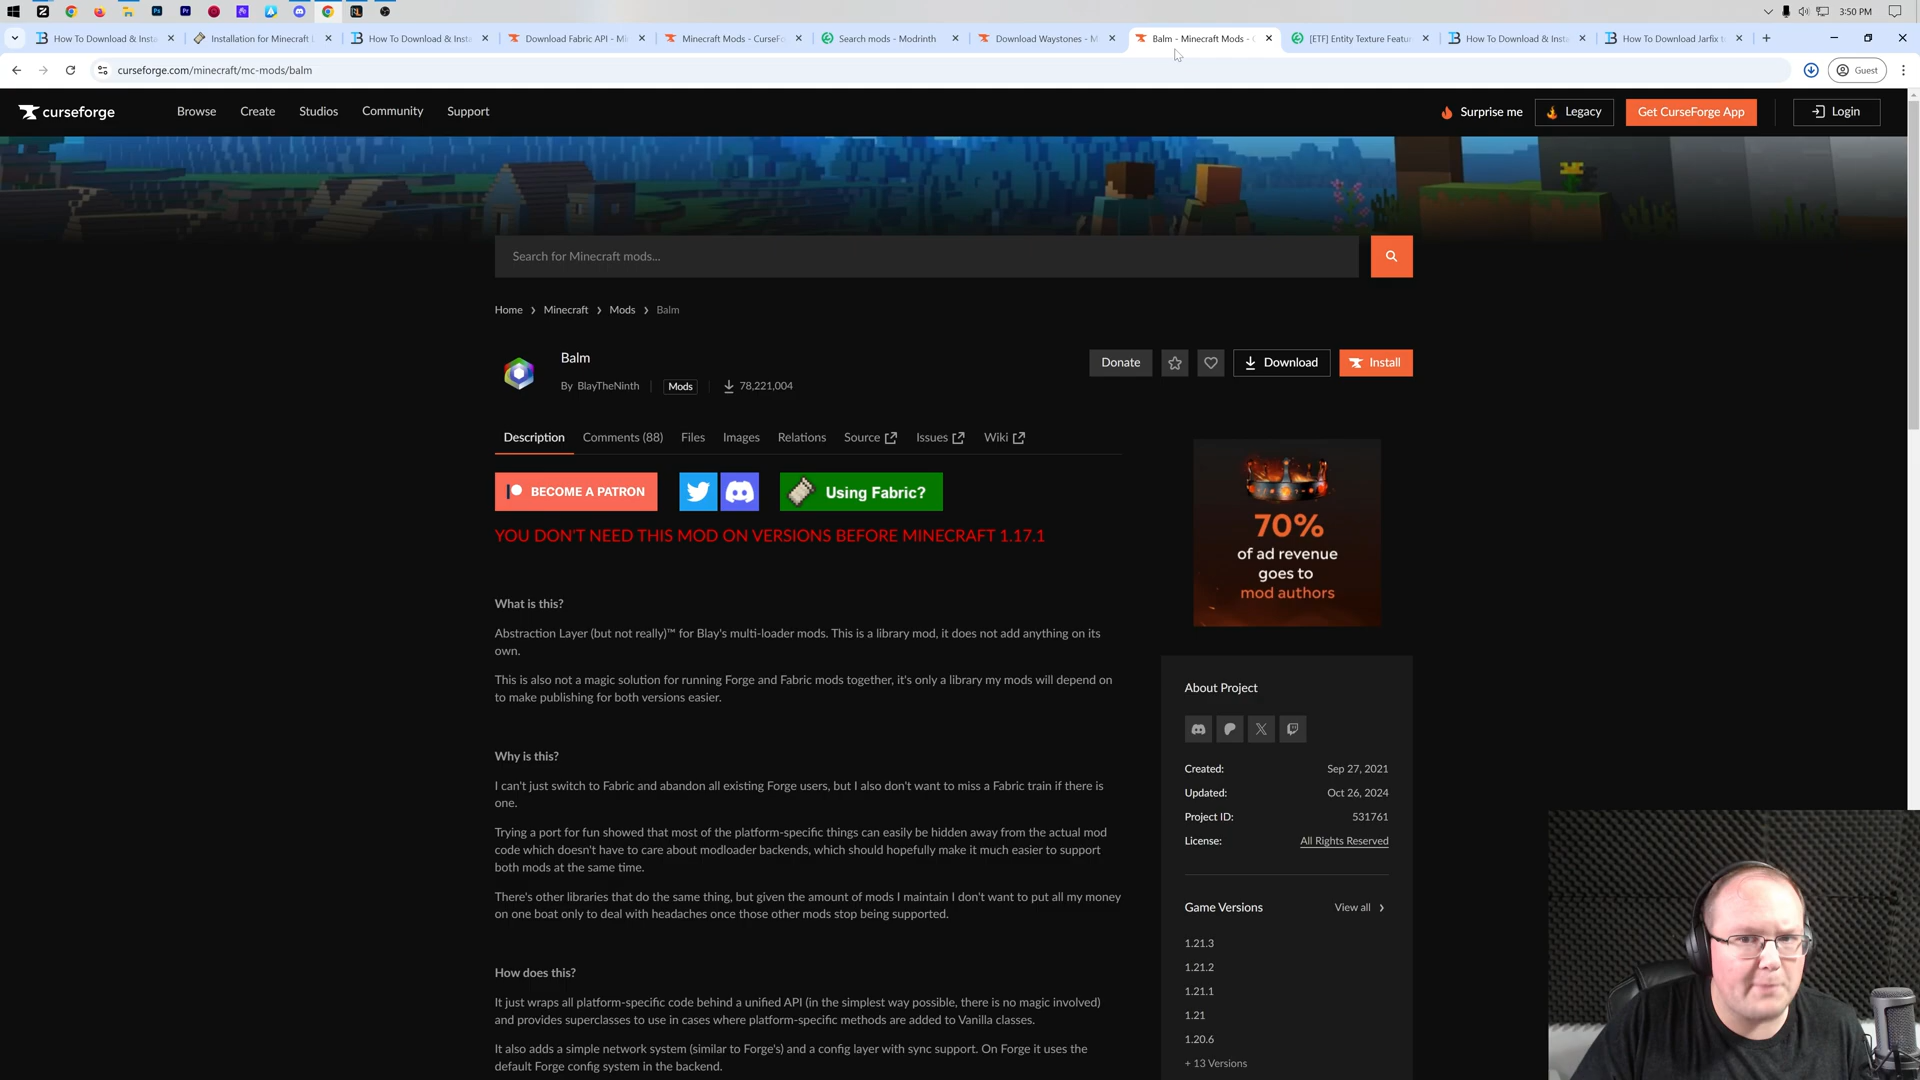 3:50 PM
How To Download & Insta
Installation for Minecraft L
How To Download & Insta
Download Fabric API - Mi
Minecraft Mods - CurseFo
Search mods - Modrinth
Download Waystones - M
Balm - Minecraft Mods - C
[ETF] Entity Texture Featur
How To Download & Insta
How To Download Jarfix t
curseforge.com/minecraft/mc-mods/balm
Guest
curseforge
Browse
Create
Studios
Community
Support
Surprise me
Legacy
Get CurseForge App
Login
Search for Minecraft mods...
Home > Minecraft > Mods > Balm
Balm
By BlayTheNinth
Mods
78,221,004
Donate
Download
Install
Description
Comments (88)
Files
Images
Relations
Source
Issues
Wiki
BECOME A PATRON
Using Fabric?
YOU DON'T NEED THIS MOD ON VERSIONS BEFORE MINECRAFT 1.17.1
What is this?
Abstraction Layer (but not really)™ for Blay's multi-loader mods. This is a library mod, it does not add anything on its
own.
This is also not a magic solution for running Forge and Fabric mods together, it's only a library my mods will depend on
to make publishing for both versions easier.
Why is this?
I can't just switch to Fabric and abandon all existing Forge users, but I also don't want to miss a Fabric train if there is
one.
Trying a port for fun showed that most of the platform-specific things can easily be hidden away from the actual mod
code which doesn't have to care about modloader backends, which should hopefully make it much easier to support
both mods at the same time.
There's other libraries that do the same thing, but given the amount of mods I maintain I don't want to put all my money
on one boat only to deal with headaches once those other mods stop being supported.
How does this?
It just wraps all platform-specific code behind a unified API (in the simplest way possible, there is no magic involved)
and provides superclasses to use in cases where platform-specific methods are added to Vanilla classes.
It also adds a simple network system (similar to Forge's) and a config layer with sync support. On Forge it uses the
default Forge config system in the backend.
70%
of ad revenue
goes to
mod authors
About Project
Created: Sep 27, 2021
Updated: Oct 26, 2024
Project ID: 531761
License: All Rights Reserved
Game Versions
View all >
1.21.3
1.21.2
1.21.1
1.21
1.20.6
+ 13 Versions